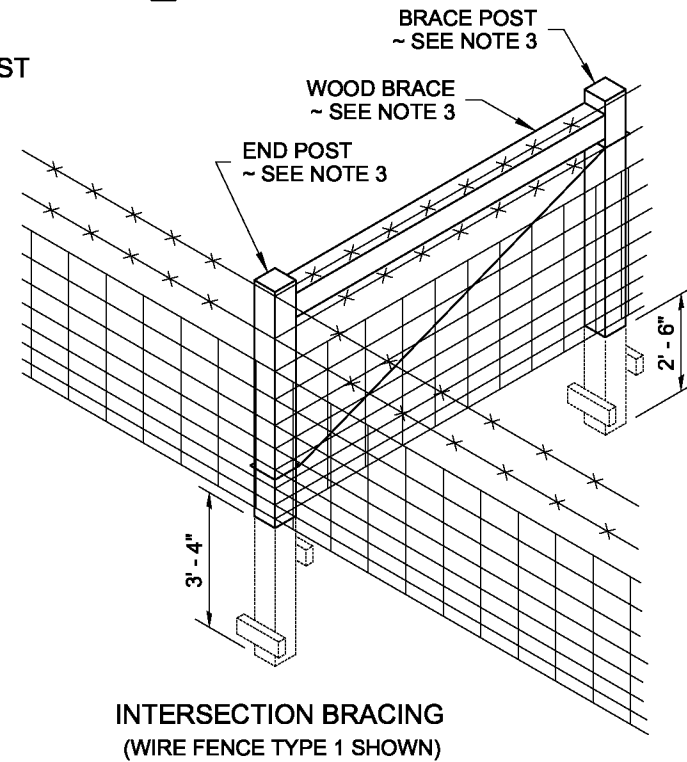 BRACE POST
~ SEE NOTE 3
ST
WOOD BRACE
~ SEE NOTE 3
END POST
~ SEE NOTE 3
2' - 6"
3' - 4"
INTERSECTION BRACING
(WIRE FENCE TYPE 1 SHOWN)